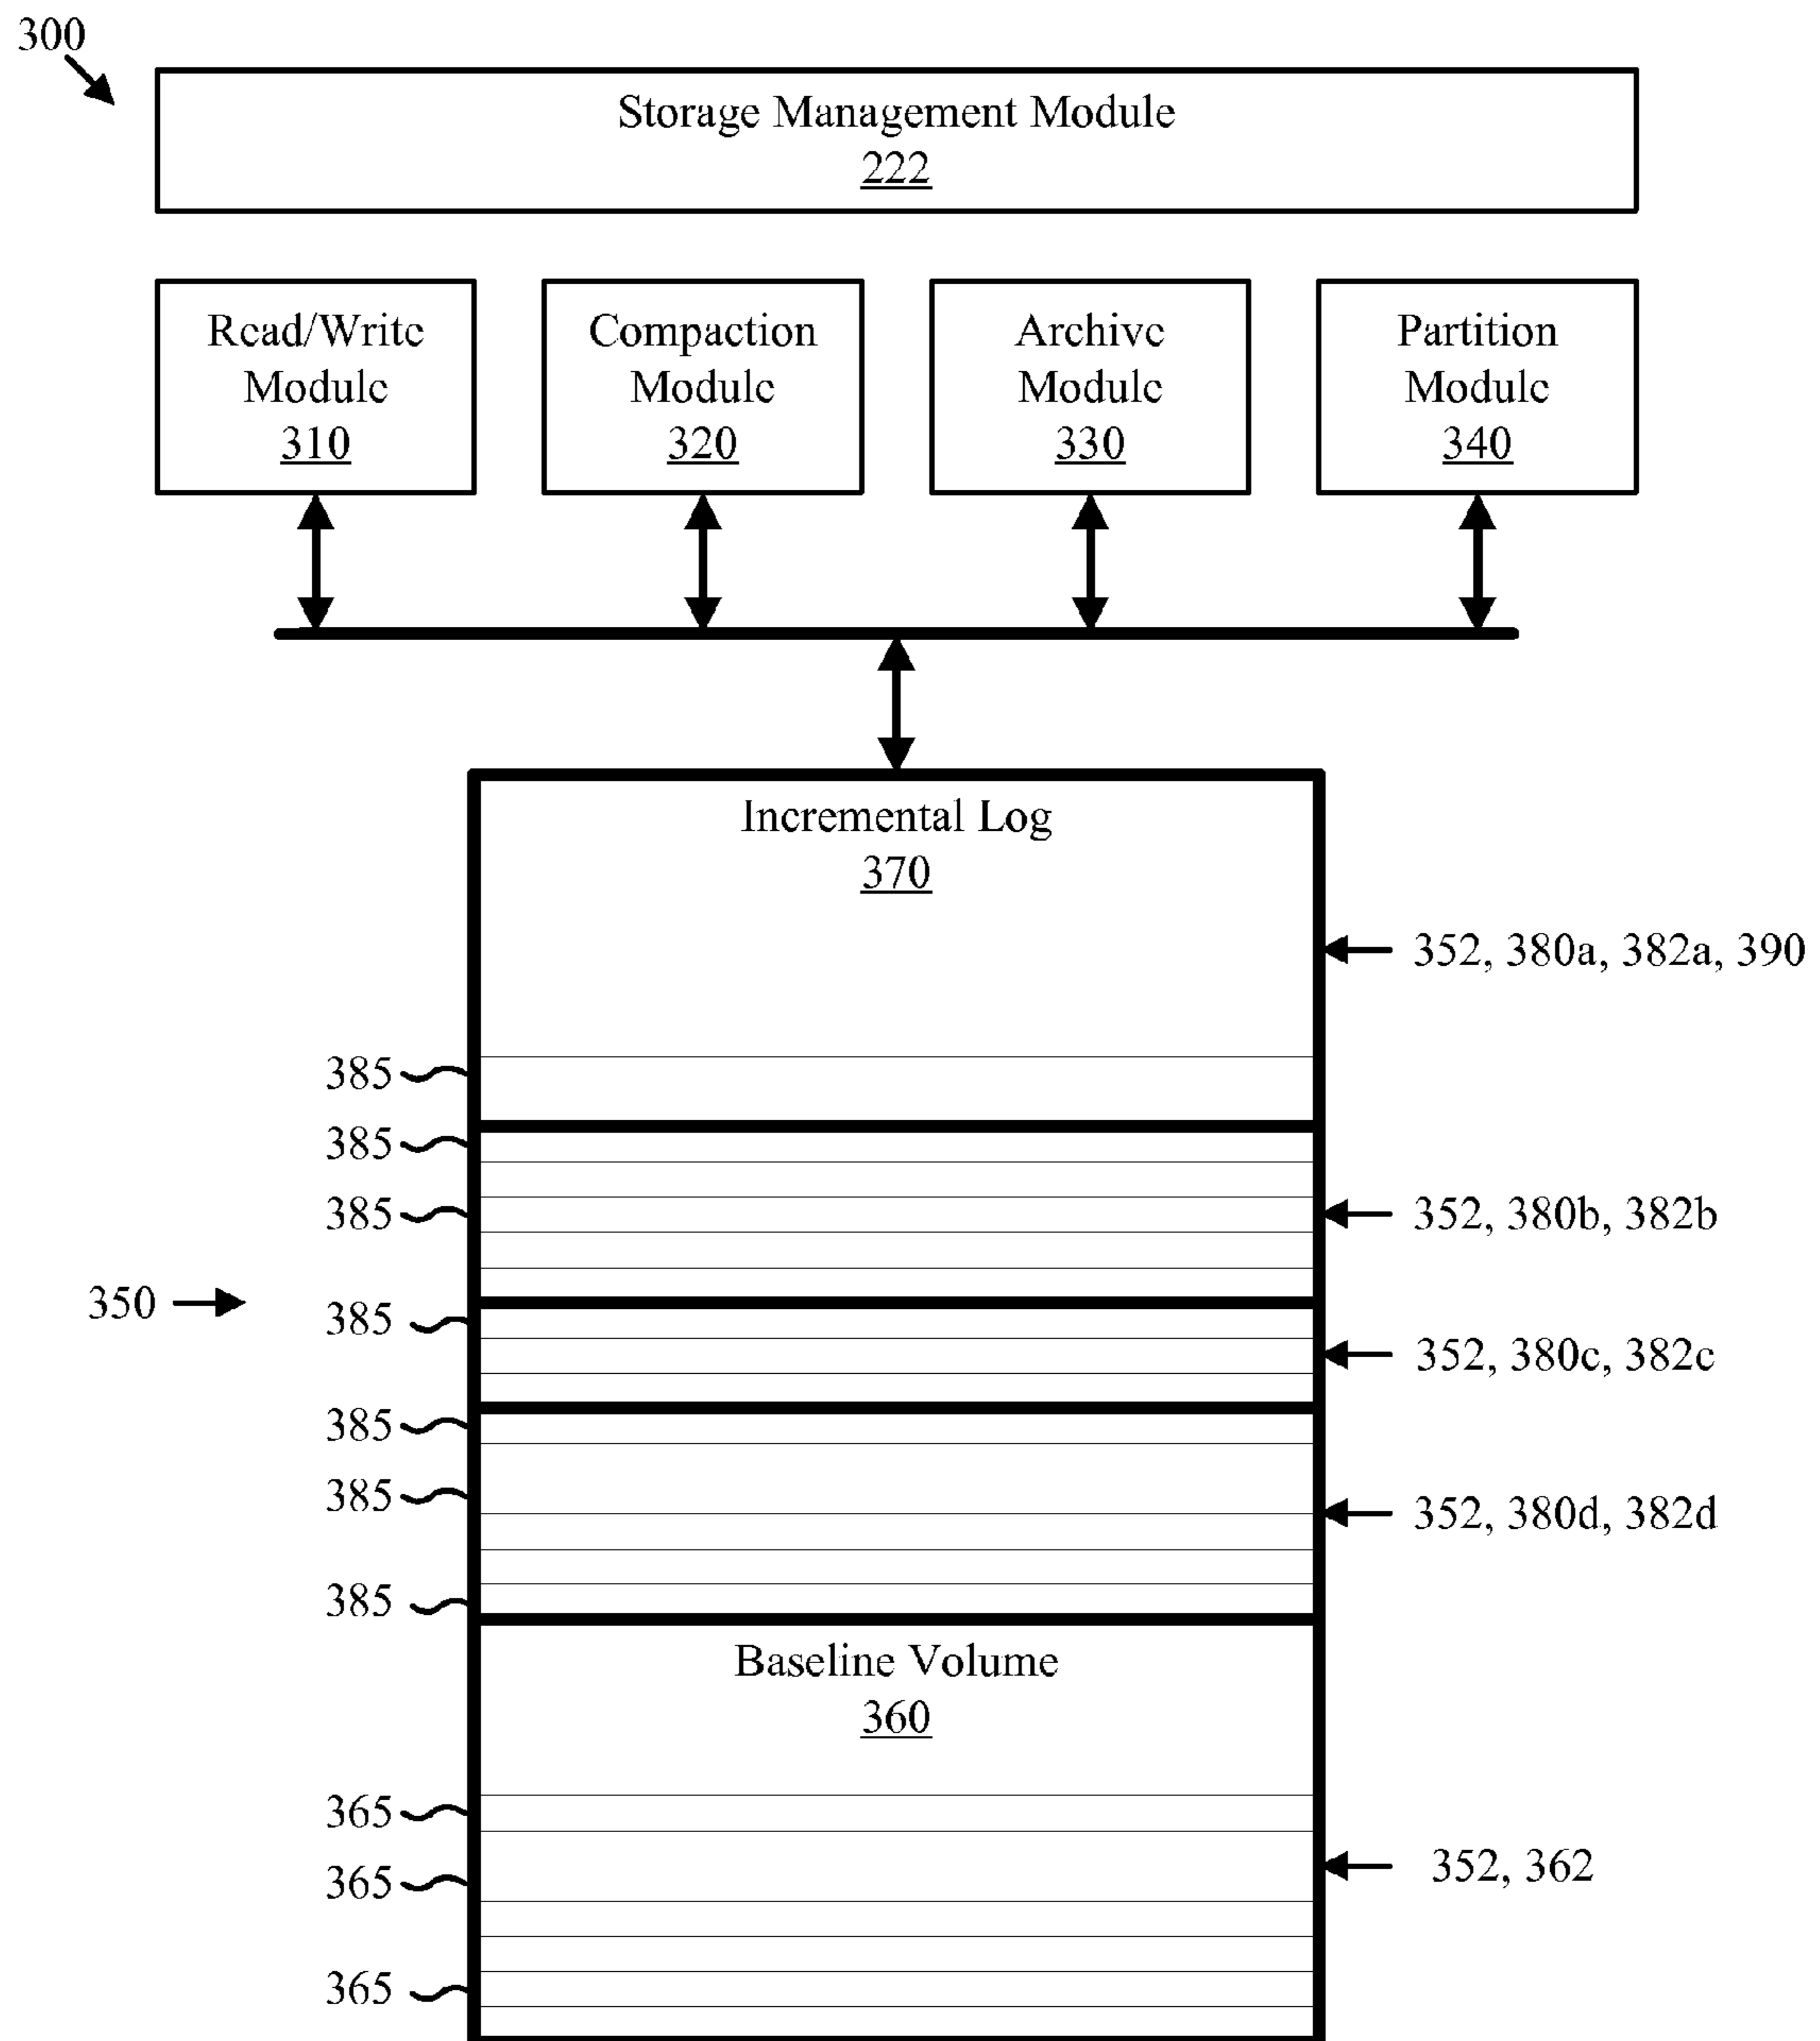 300
Storage Management Module
222
Read/Write
Module
310
Compaction
Module
320
Archive
Module
330
Partition
Module
340
Incremental Log
370
352, 380a, 382a, 390
385
385
385
352, 380b, 382b
350
385
352, 380c, 382c
385
385
352, 380d, 382d
385
Baseline Volume
360
365
352, 362
365
365